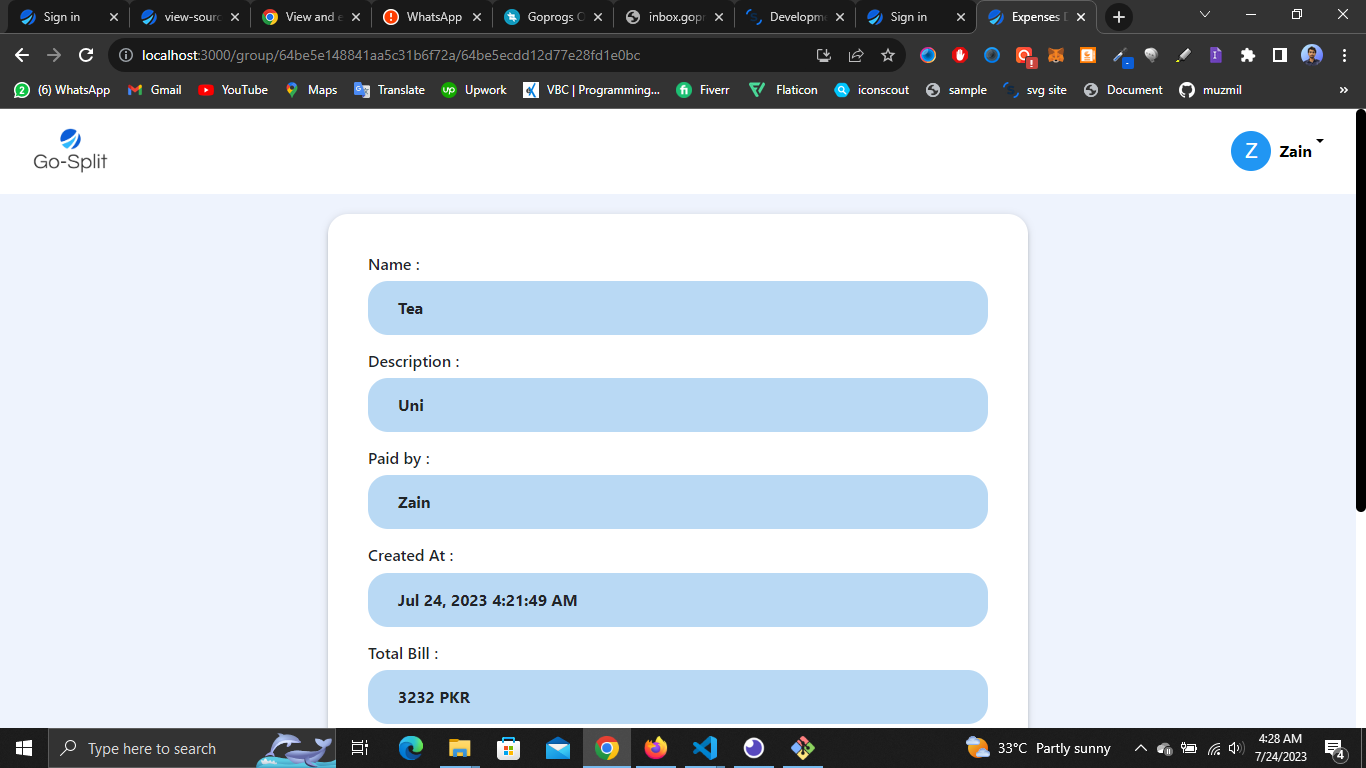 Sign in
view-sourc
View and e
WhatsApp
Goprogs O
inbox.gopr
Developme
Sign in
Expenses D
localhost:3000/group/64be5e148841aa5c31b6f72a/64be5ecdd12d77e28fd1e0bc
(6) WhatsApp
Gmail
YouTube
Maps
Translate
Upwork
VBC | Programming...
Fiverr
Flaticon
iconscout
sample
svg site
Document
muzmil
»
Go-Split
Z Zain
Name :
Tea
Description :
Uni
Paid by :
Zain
Created At :
Jul 24, 2023 4:21:49 AM
Total Bill :
3232 PKR
Type here to search
33°C Partly sunny
4:28 AM
7/24/2023
4